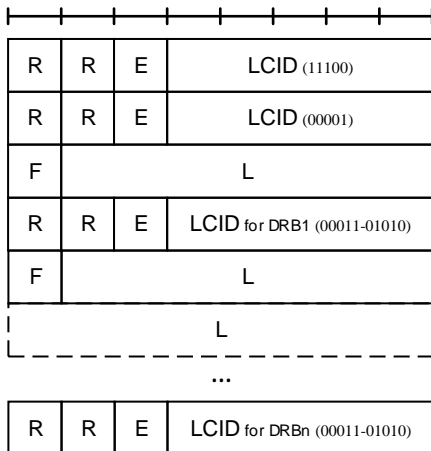 R R E LCID (11100)
R R E LCID (00001)
F L
R R E LCID for DRB1 (00011-01010)
F L
L
...
R R E LCID for DRBn (00011-01010)